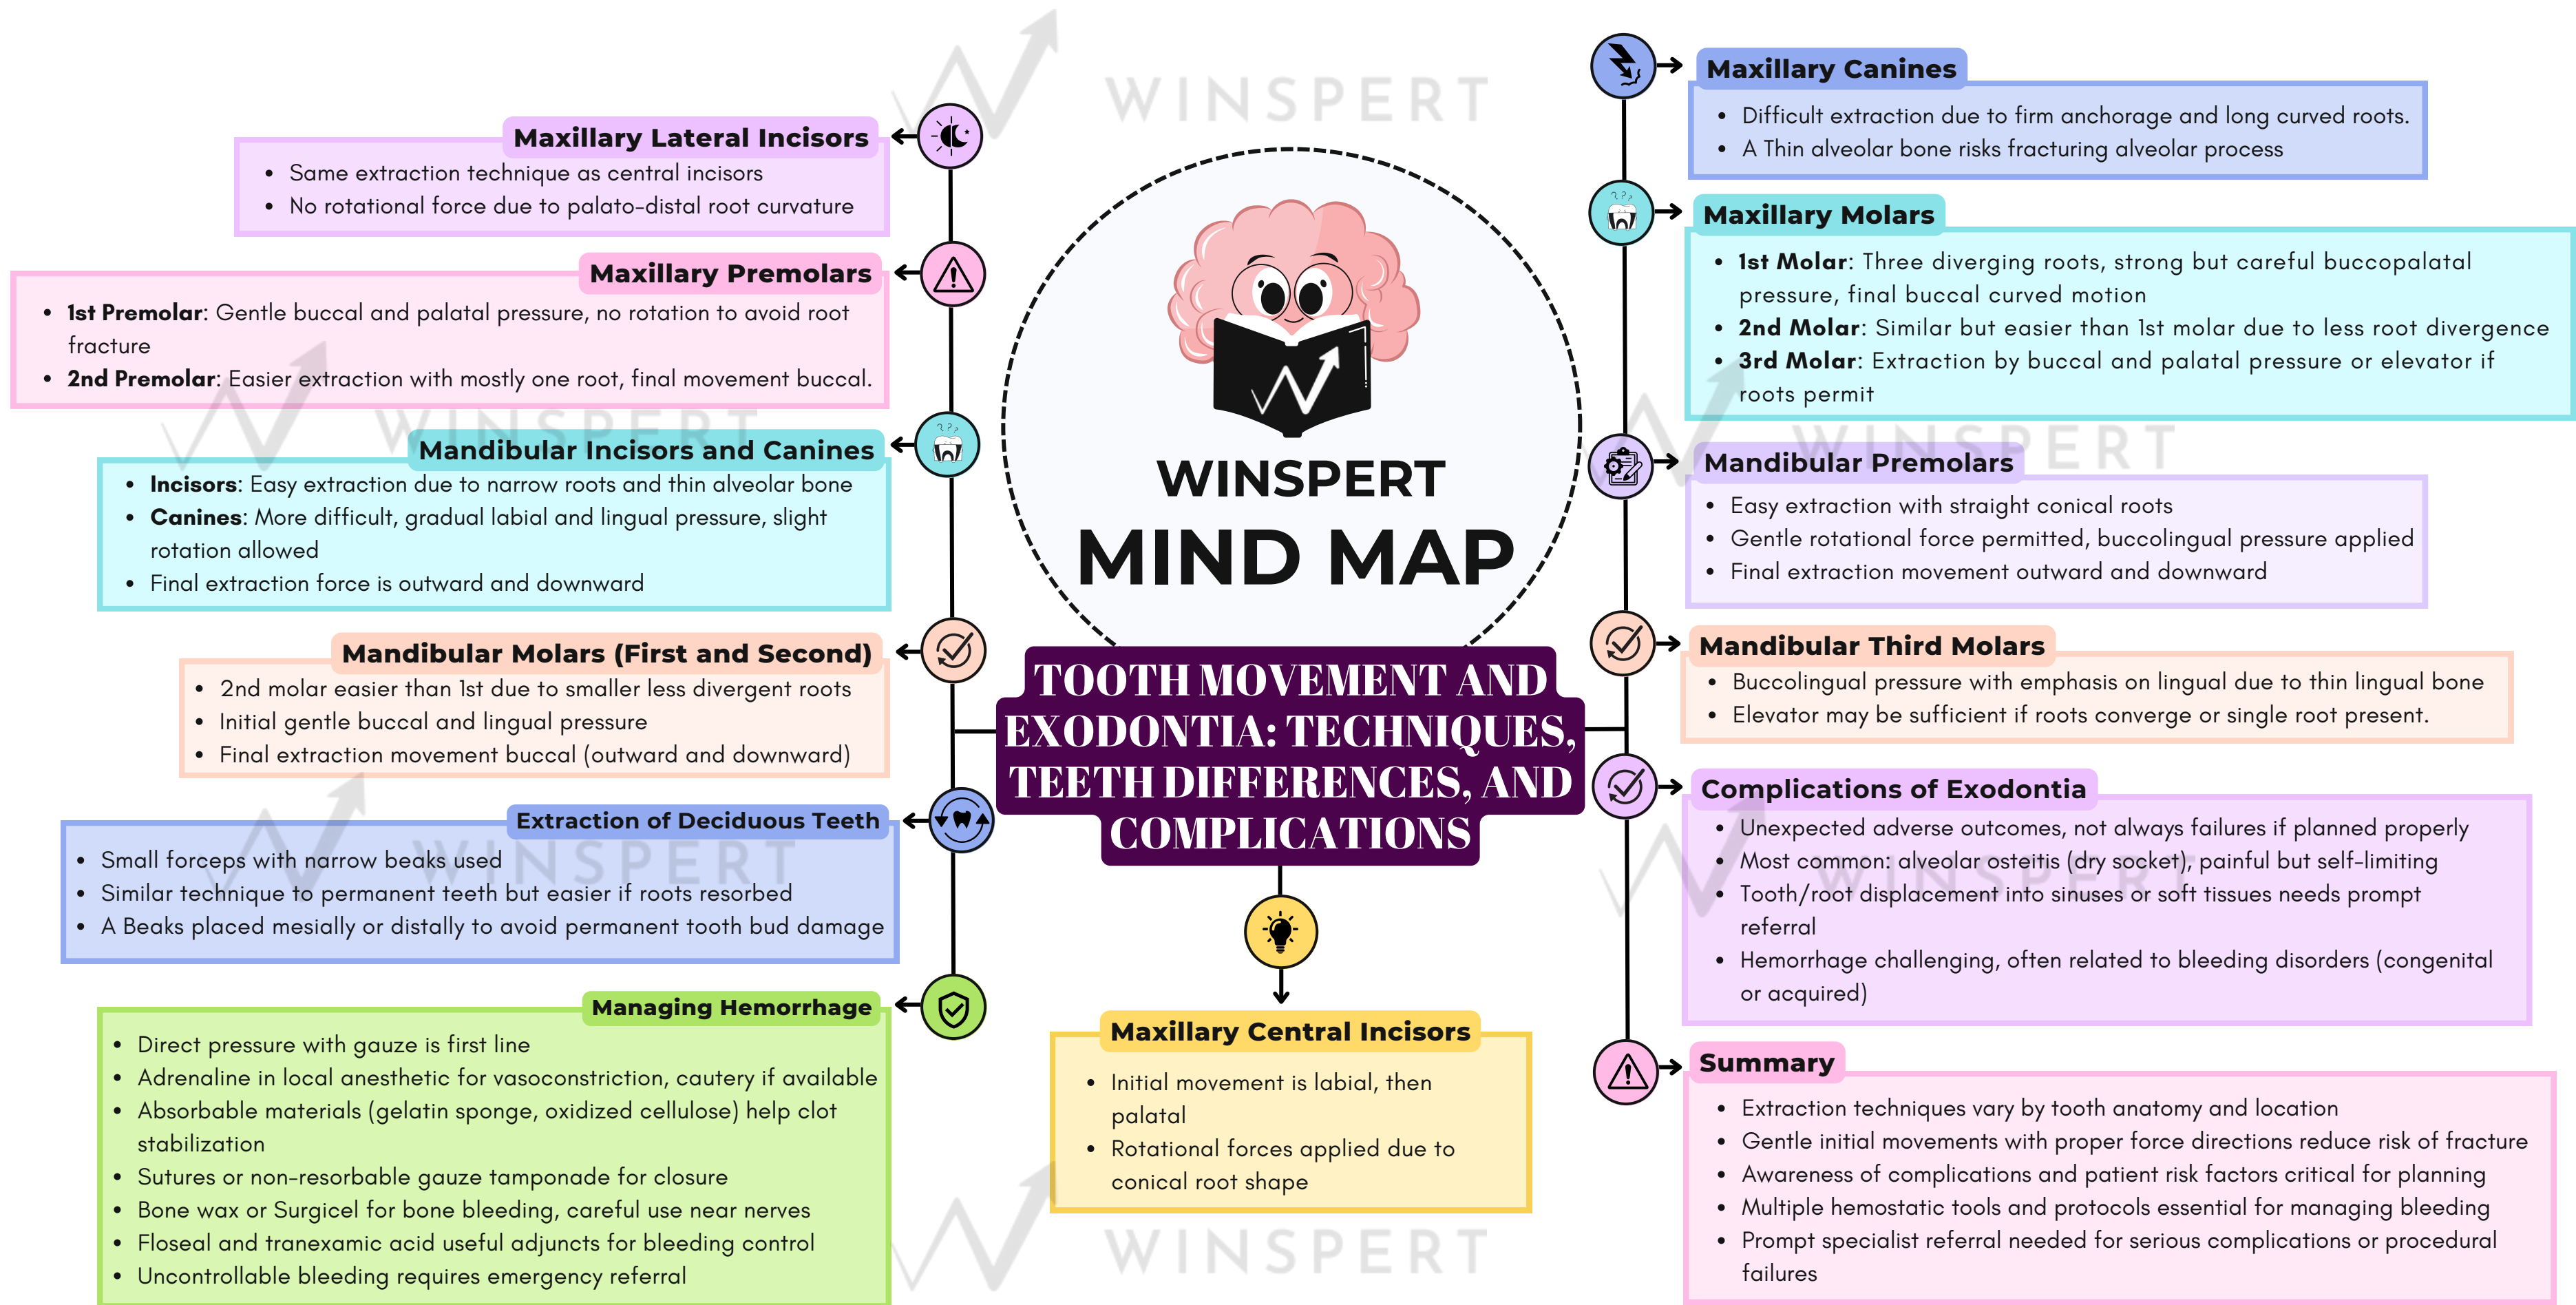 WINSPERT
WINSPERT
MIND MAP
TOOTH MOVEMENT AND
EXODONTIA: TECHNIQUES,
TEETH DIFFERENCES, AND
COMPLICATIONS
Maxillary Central Incisors
• Initial movement is labial, then
palatal
• Rotational forces applied due to
conical root shape
WINSPERT
Maxillary Lateral Incisors
• Same extraction technique as central incisors
• No rotational force due to palato-distal root curvature
Maxillary Premolars
• 1st Premolar: Gentle buccal and palatal pressure, no rotation to avoid root
fracture
• 2nd Premolar: Easier extraction with mostly one root, final movement buccal.
WINSPERT
Mandibular Incisors and Canines
• Incisors: Easy extraction due to narrow roots and thin alveolar bone
• Canines: More difficult, gradual labial and lingual pressure, slight
rotation allowed
• Final extraction force is outward and downward
Mandibular Molars (First and Second)
• 2nd molar easier than 1st due to smaller less divergent roots
• Initial gentle buccal and lingual pressure
• Final extraction movement buccal (outward and downward)
Extraction of Deciduous Teeth
• Small forceps with narrow beaks used
WINSPERT
• Similar technique to permanent teeth but easier if roots resorbed
• A Beaks placed mesially or distally to avoid permanent tooth bud damage
Managing Hemorrhage
• Direct pressure with gauze is first line
• Adrenaline in local anesthetic for vasoconstriction, cautery if available
• Absorbable materials (gelatin sponge, oxidized cellulose) help clot
stabilization
• Sutures or non-resorbable gauze tamponade for closure
• Bone wax or Surgicel for bone bleeding, careful use near nerves
• Floseal and tranexamic acid useful adjuncts for bleeding control
• Uncontrollable bleeding requires emergency referral
Maxillary Canines
• Difficult extraction due to firm anchorage and long curved roots.
• A Thin alveolar bone risks fracturing alveolar process
Maxillary Molars
• 1st Molar: Three diverging roots, strong but careful buccopalatal
pressure, final buccal curved motion
• 2nd Molar: Similar but easier than 1st molar due to less root divergence
• 3rd Molar: Extraction by buccal and palatal pressure or elevator if
roots permit
WINSPERT
Mandibular Premolars
• Easy extraction with straight conical roots
• Gentle rotational force permitted, buccolingual pressure applied
• Final extraction movement outward and downward
Mandibular Third Molars
• Buccolingual pressure with emphasis on lingual due to thin lingual bone
• Elevator may be sufficient if roots converge or single root present.
Complications of Exodontia
• Unexpected adverse outcomes, not always failures if planned properly
• Most common: alveolar osteitis (dry socket), painful but self-limiting
WINSPERT
• Tooth/root displacement into sinuses or soft tissues needs prompt
referral
• Hemorrhage challenging, often related to bleeding disorders (congenital
or acquired)
Summary
• Extraction techniques vary by tooth anatomy and location
• Gentle initial movements with proper force directions reduce risk of fracture
• Awareness of complications and patient risk factors critical for planning
• Multiple hemostatic tools and protocols essential for managing bleeding
• Prompt specialist referral needed for serious complications or procedural
failures